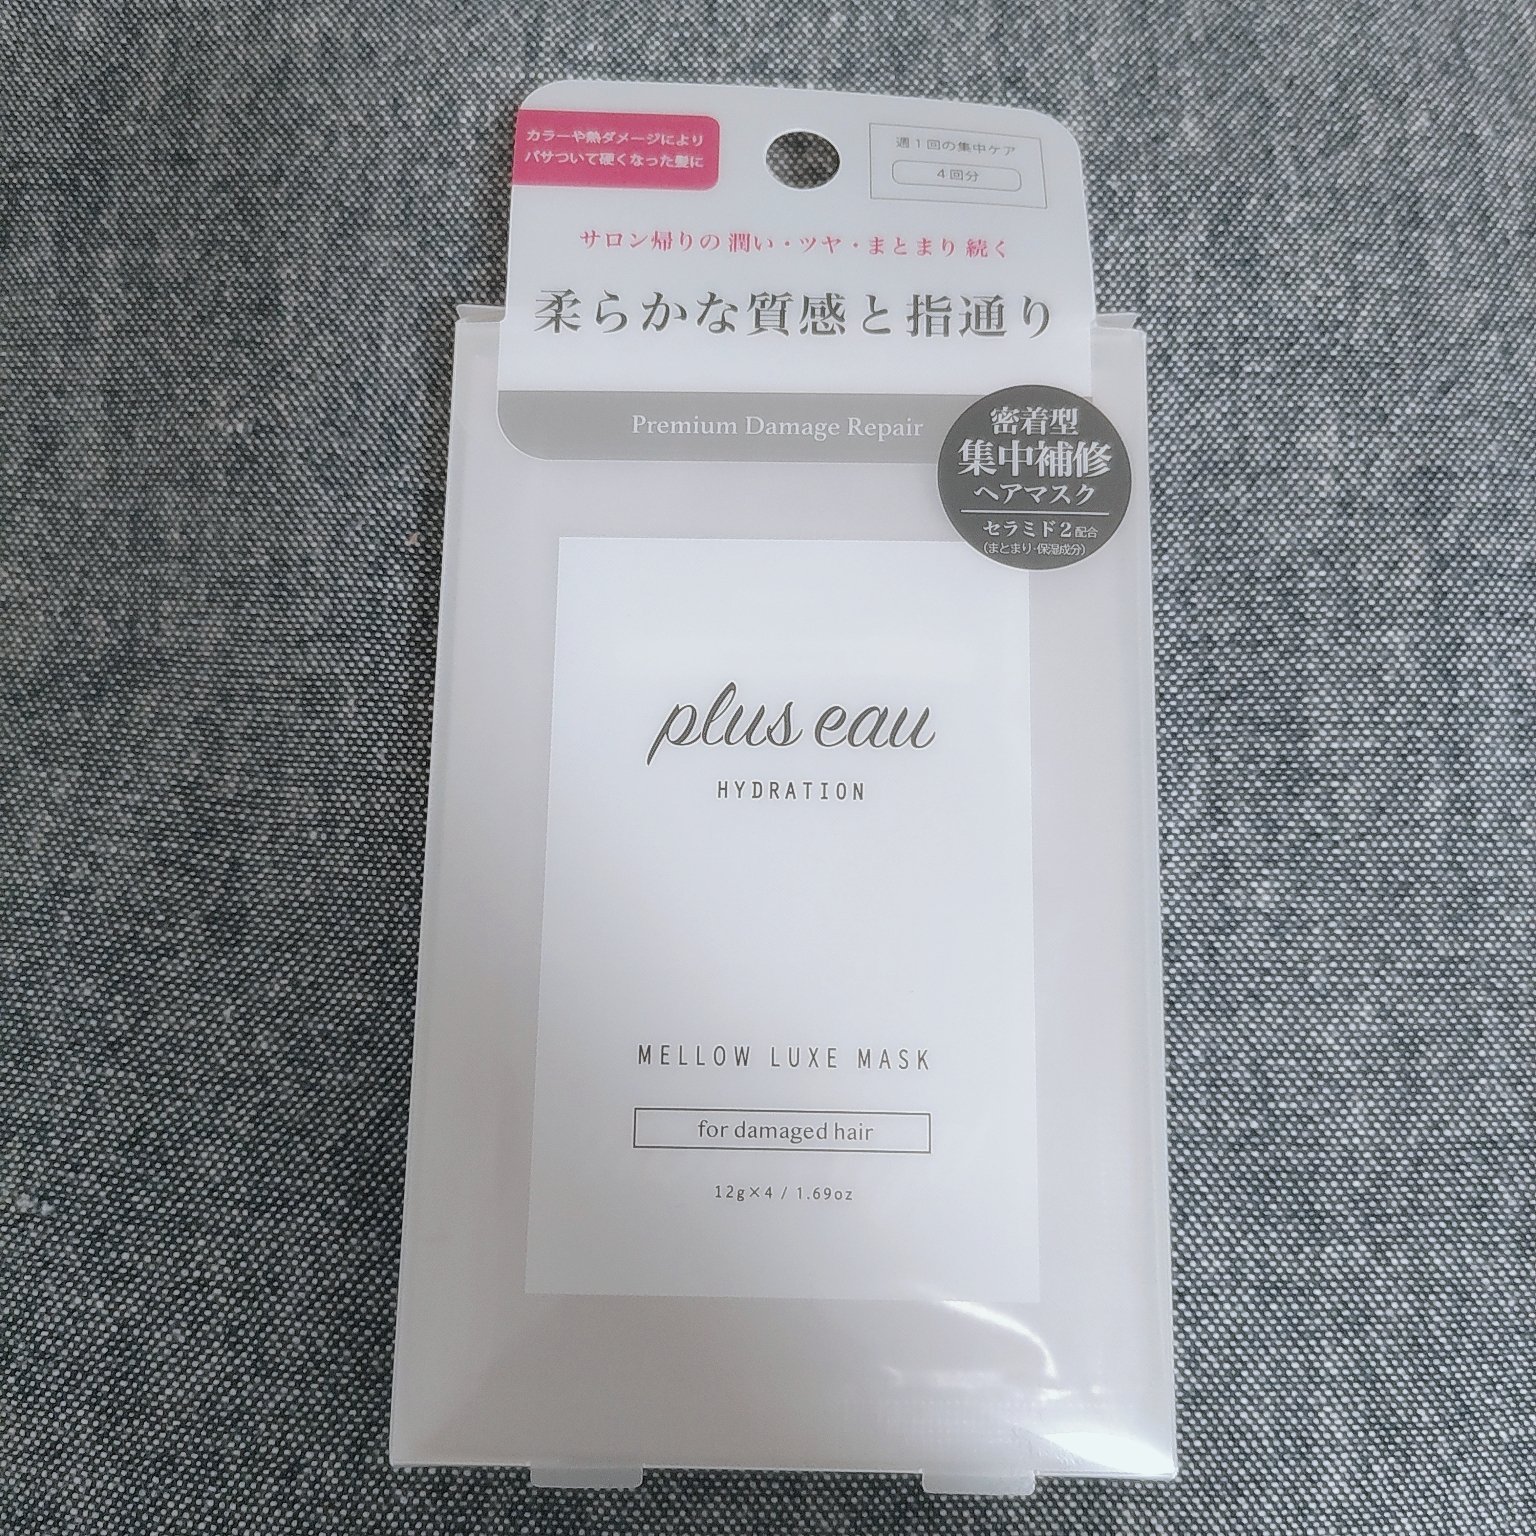 カラーや熱ダメージにより
パサついて硬くなった髪に
週1回の集中ケア
4回分
サロン帰りの潤い・ツヤ・まとまり続く
柔らかな質感と指通り
Premium Damage Repair
密着型
集中補修
ヘアマスク
セラミド2配合
(まとまり・保湿成分)
plus eau
HYDRATION
MELLOW LUXE MASK
for damaged hair
12g×4 / 1.69oz